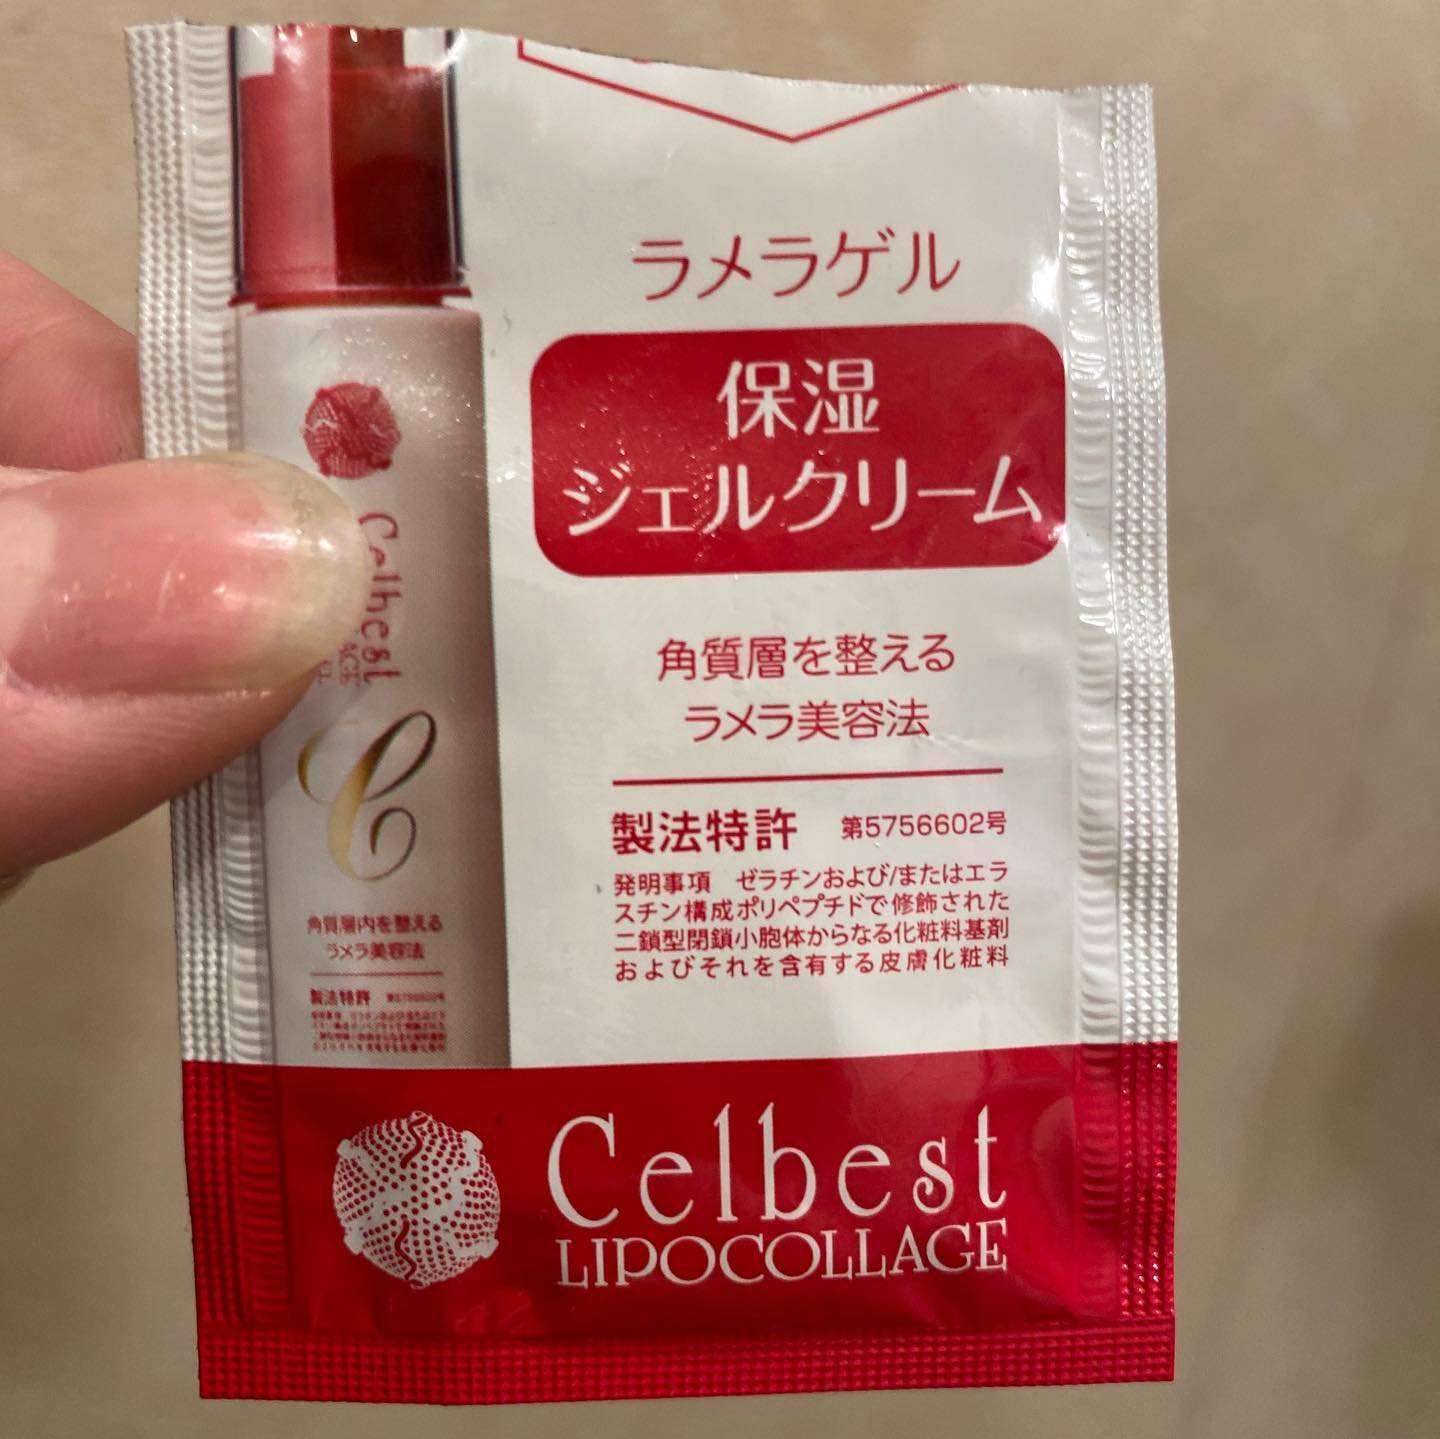 ラメラゲル
保湿
ジェルクリーム
角質層を整える
ラメラ美容法
製法特許 第5756602号
発明事項 ゼラチンおよび/またはエラ
スチン構成ポリペプチドで修飾された
二鎖型閉鎖小胞体からなる化粧料基剤
およびそれを含有する皮膚化粧料
Celbest
C
角質層内を整える
ラメラ美容法
製法特許
Celbest
LIPOCOLLAGE